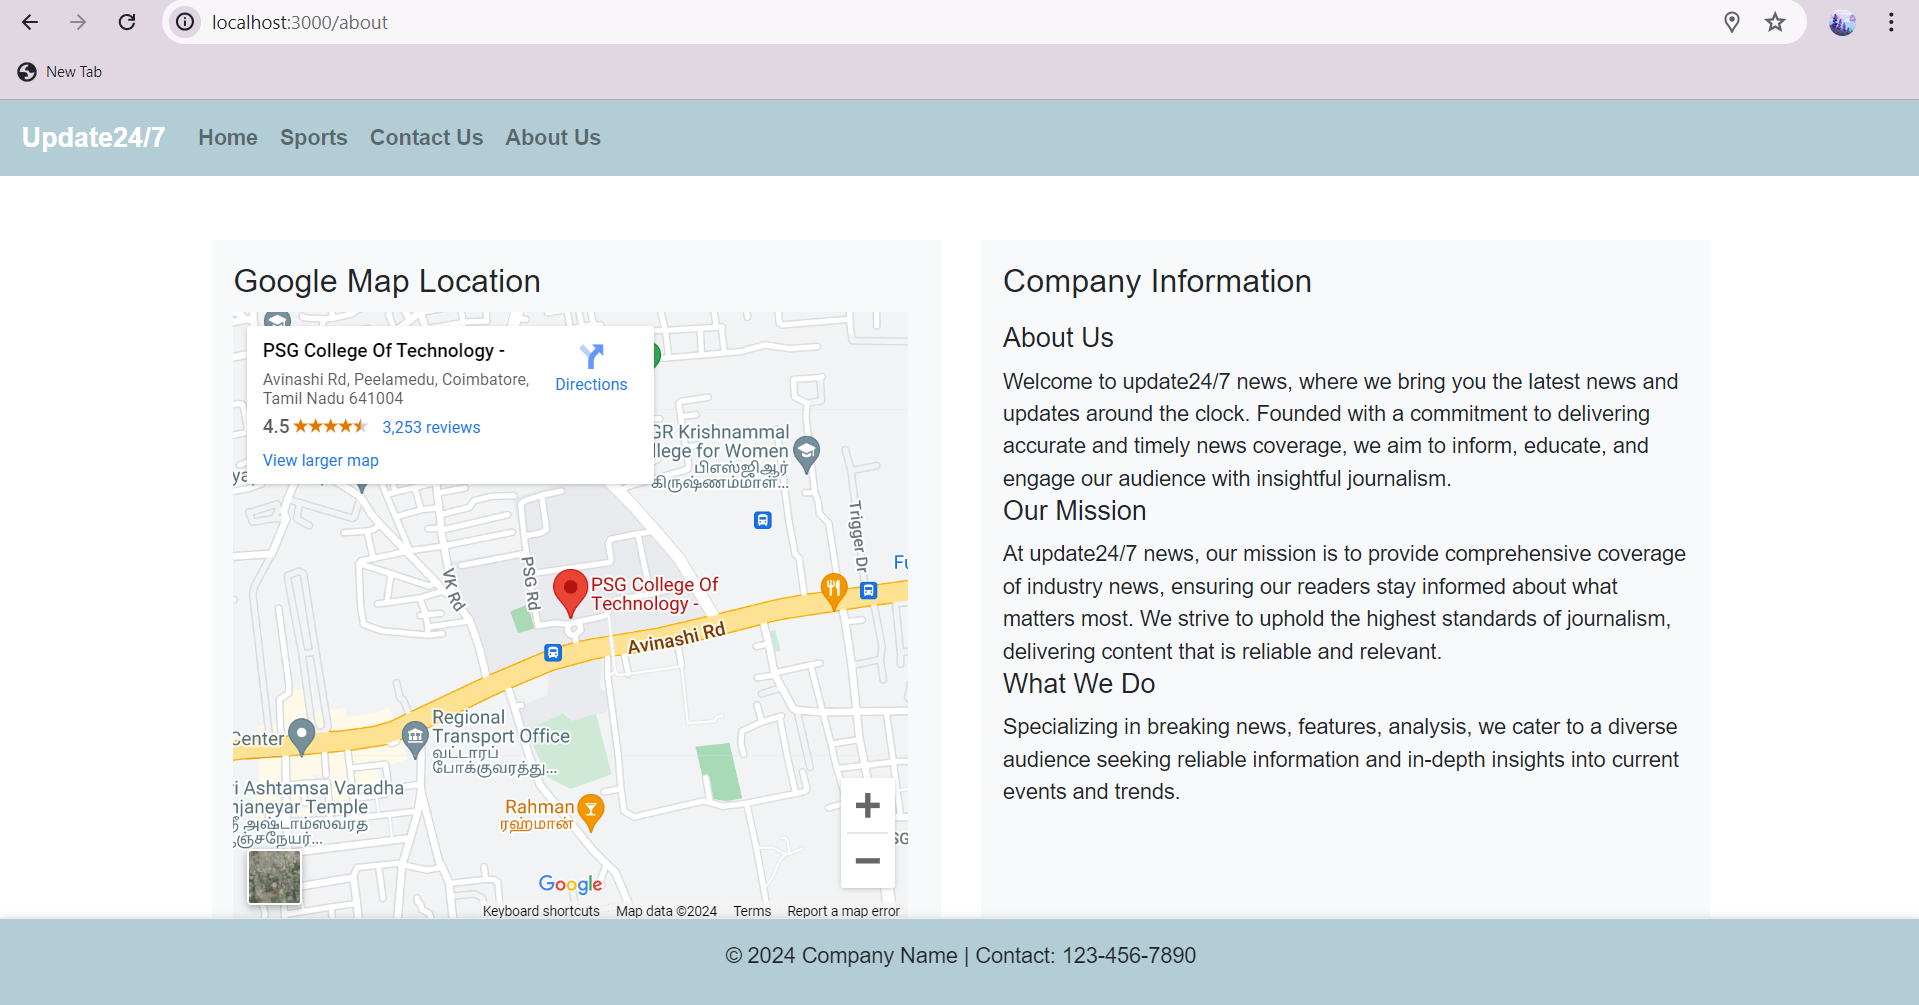 localhost:3000/about
New Tab
Update24/7 Home Sports Contact Us About Us
Google Map Location
PSG College Of Technology -
Avinashi Rd, Peelamedu, Coimbatore,
Tamil Nadu 641004
4.5 3,253 reviews
Directions
View larger map
GR Krishnammal
llege for Women
பிஎஸ்ஜிஆர்
கிருஷ்ணம்மாள்...
Trigger Dr
VK Rd
PSG Rd
PSG College Of
Technology -
Avinashi Rd
Regional
Transport Office
வட்டாரப்
போக்குவரத்து...
Center
i Ashtamsa Varadha
njaneyar Temple
ஸ்ரீ அஷ்டாம்ஸவரத
ஞ்சநேயர்...
Rahman
ரஹ்மான்
Google
Keyboard shortcuts Map data ©2024 Terms Report a map error
Company Information
About Us
Welcome to update24/7 news, where we bring you the latest news and
updates around the clock. Founded with a commitment to delivering
accurate and timely news coverage, we aim to inform, educate, and
engage our audience with insightful journalism.
Our Mission
At update24/7 news, our mission is to provide comprehensive coverage
of industry news, ensuring our readers stay informed about what
matters most. We strive to uphold the highest standards of journalism,
delivering content that is reliable and relevant.
What We Do
Specializing in breaking news, features, analysis, we cater to a diverse
audience seeking reliable information and in-depth insights into current
events and trends.
© 2024 Company Name | Contact: 123-456-7890